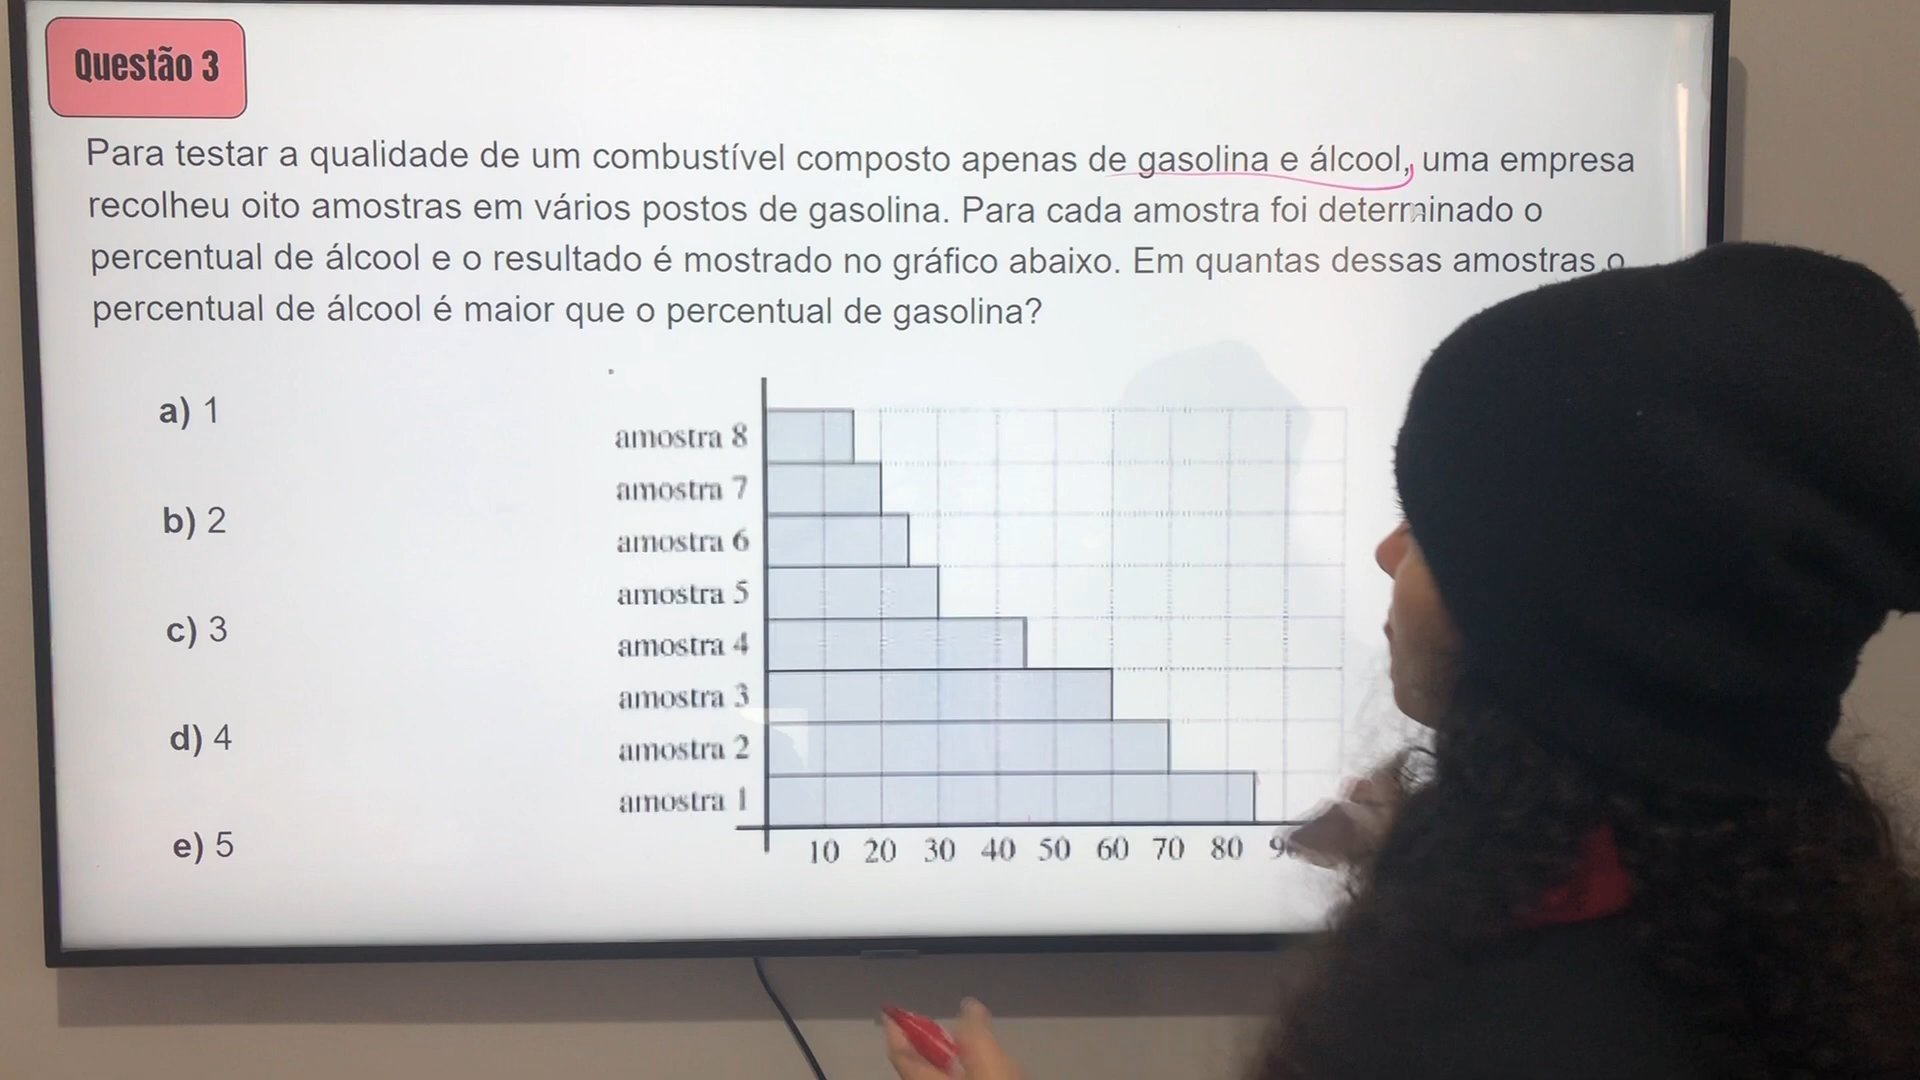 Questão 3
Para testar a qualidade de um combustível composto apenas de gasolina e álcool, uma empresa
recolheu oito amostras em vários postos de gasolina. Para cada amostra foi determinado o
percentual de álcool e o resultado é mostrado no gráfico abaixo. Em quantas dessas amostras o
percentual de álcool é maior que o percentual de gasolina?
a) 1
b) 2
c) 3
d) 4
e) 5
amostra 8
amostra 7
amostra 6
amostra 5
amostra 4
amostra 3
amostra 2
amostra 1
10 20 30 40 50 60 70 80